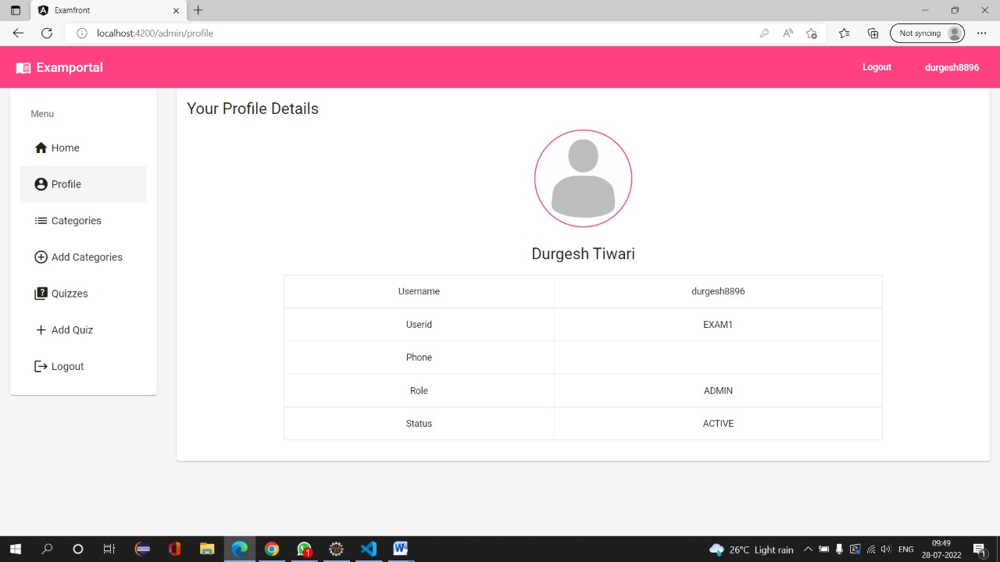 Examfront
localhost:4200/admin/profile
Not syncing
Examportal
Logout
durgesh8896
Menu
Home
Profile
Categories
Add Categories
Quizzes
Add Quiz
Logout
Your Profile Details
Durgesh Tiwari
Username durgesh8896
Userid EXAM1
Phone
Role ADMIN
Status ACTIVE
26°C Light rain
ENG
09:49
28-07-2022